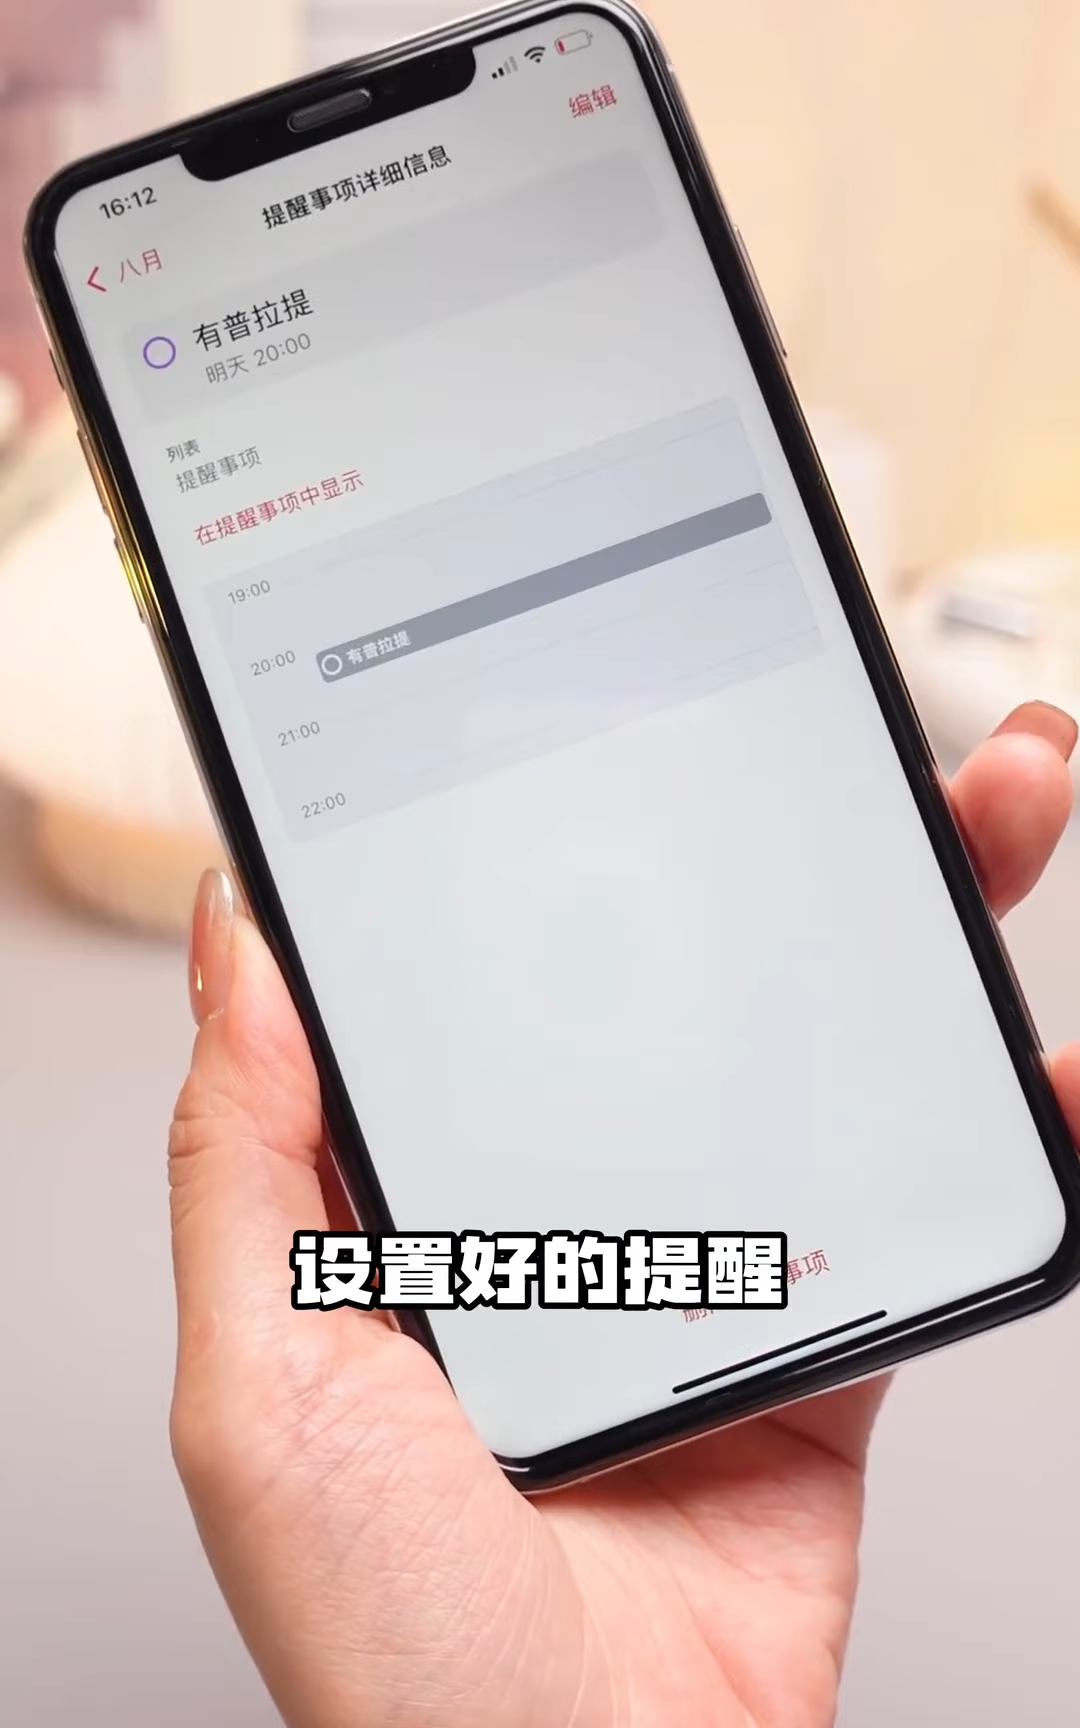 编辑
16:12
提醒事项详细信息
八月
有普拉提
明天 20:00
列表
提醒事项
在提醒事项中显示
19:00
20:00
有普拉提
21:00
22:00
设置好的提醒
事项